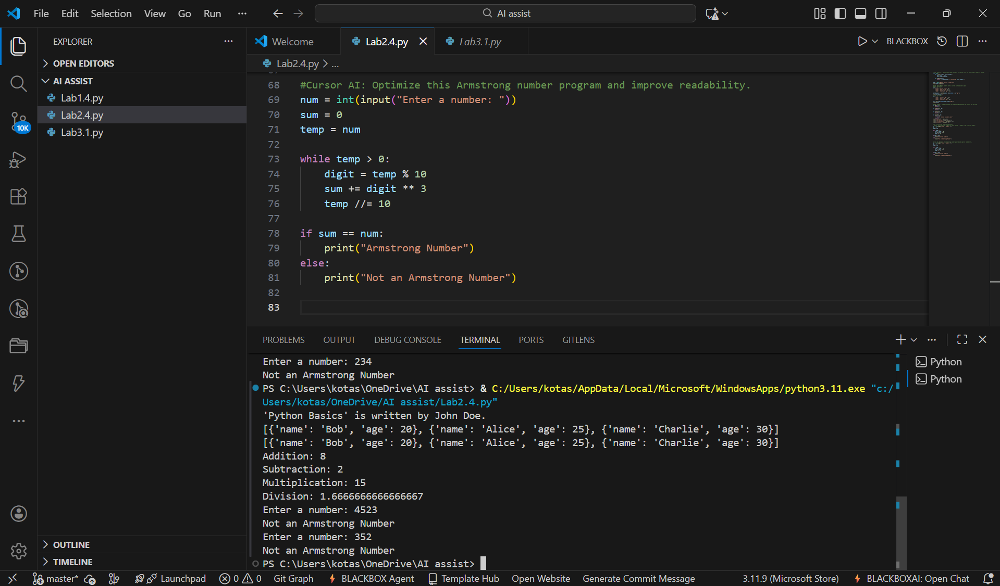 File Edit Selection View Go Run ··· AI assist
EXPLORER ···
OPEN EDITORS
AI ASSIST
Lab1.4.py
Lab2.4.py
Lab3.1.py
10K
OUTLINE
TIMELINE
Welcome Lab2.4.py Lab3.1.py BLACKBOX ···
Lab2.4.py > ...
68 #Cursor AI: Optimize this Armstrong number program and improve readability.
69 num = int(input("Enter a number: "))
70 sum = 0
71 temp = num
72
73 while temp > 0:
74     digit = temp % 10
75     sum += digit ** 3
76     temp //= 10
77
78 if sum == num:
79     print("Armstrong Number")
80 else:
81     print("Not an Armstrong Number")
82
83
PROBLEMS OUTPUT DEBUG CONSOLE TERMINAL PORTS GITLENS
Enter a number: 234
Not an Armstrong Number
PS C:\Users\kotas\OneDrive\AI assist> & C:/Users/kotas/AppData/Local/Microsoft/WindowsApps/python3.11.exe "c:/
Users/kotas/OneDrive/AI assist/Lab2.4.py"
'Python Basics' is written by John Doe.
[{'name': 'Bob', 'age': 20}, {'name': 'Alice', 'age': 25}, {'name': 'Charlie', 'age': 30}]
[{'name': 'Bob', 'age': 20}, {'name': 'Alice', 'age': 25}, {'name': 'Charlie', 'age': 30}]
Addition: 8
Subtraction: 2
Multiplication: 15
Division: 1.6666666666666667
Enter a number: 4523
Not an Armstrong Number
Enter a number: 352
Not an Armstrong Number
PS C:\Users\kotas\OneDrive\AI assist>
Python
Python
master* Launchpad 0 0 Git Graph BLACKBOX Agent Template Hub Open Website Generate Commit Message 3.11.9 (Microsoft Store) BLACKBOXAI: Open Chat